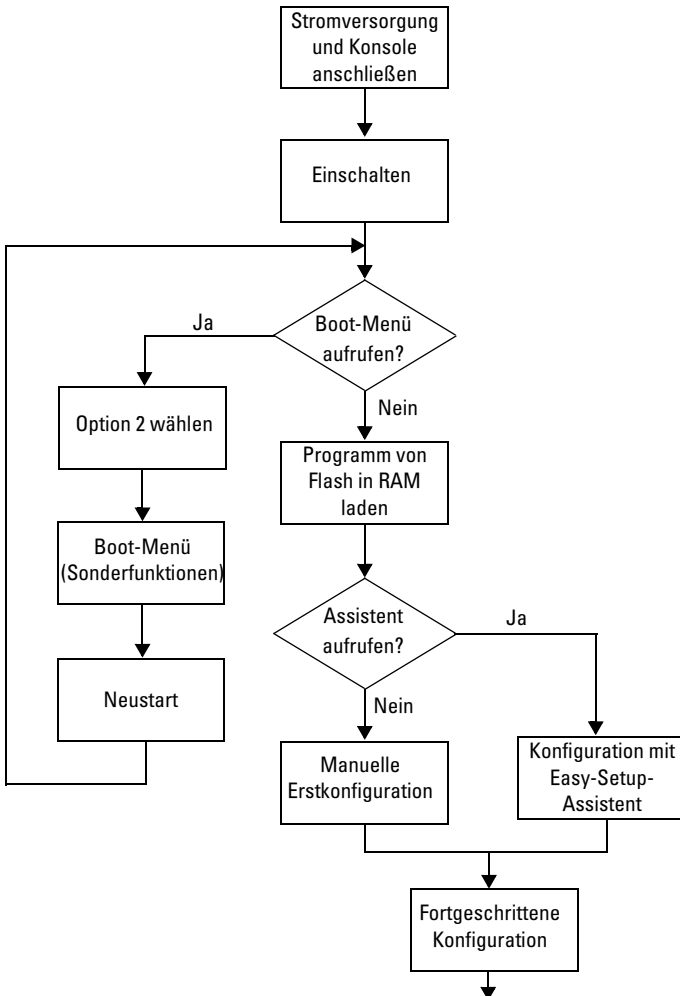 Stromversorgung
und Konsole
anschließen
Einschalten
Boot-Menü
aufrufen?
Ja
Nein
Option 2 wählen
Programm von
Flash in RAM
laden
Boot-Menü
(Sonderfunktionen)
Assistent
aufrufen?
Ja
Nein
Neustart
Manuelle
Erstkonfiguration
Konfiguration mit
Easy-Setup-
Assistent
Fortgeschrittene
Konfiguration